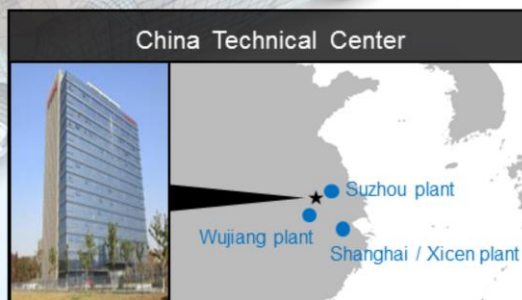 China Technical Center
Suzhou plant
Wujiang plant
Shanghai / Xicen plant